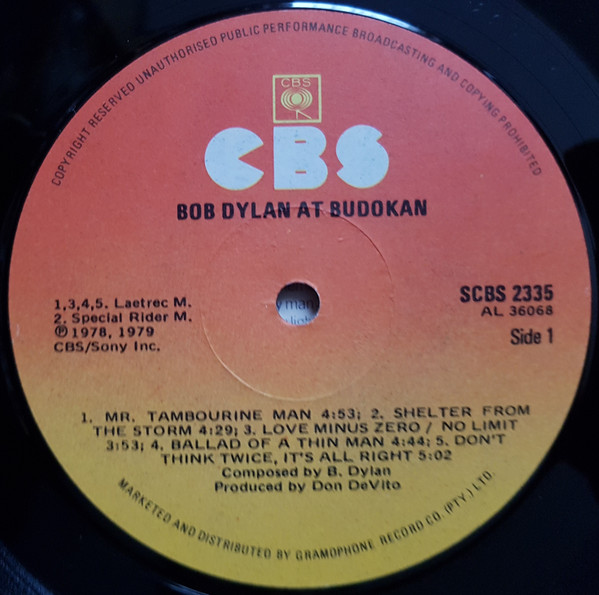 COPYRIGHT RESERVED UNAUTHORISED PUBLIC PERFORMANCE BROADCASTING AND COPYING PROHIBITED
CBS
CBS
BOB DYLAN AT BUDOKAN
1,3,4,5. Laetrec M.
2. Special Rider M.
℗ 1978, 1979
CBS/Sony Inc.
SCBS 2335
AL 36068
Side 1
1. MR. TAMBOURINE MAN 4:53; 2. SHELTER FROM
THE STORM 4:29; 3. LOVE MINUS ZERO / NO LIMIT
3:53; 4. BALLAD OF A THIN MAN 4:44; 5. DON'T
THINK TWICE, IT'S ALL RIGHT 5:02
Composed by B. Dylan
Produced by Don DeVito
MARKETED AND DISTRIBUTED BY GRAMOPHONE RECORD CO. (PTY.) LTD.